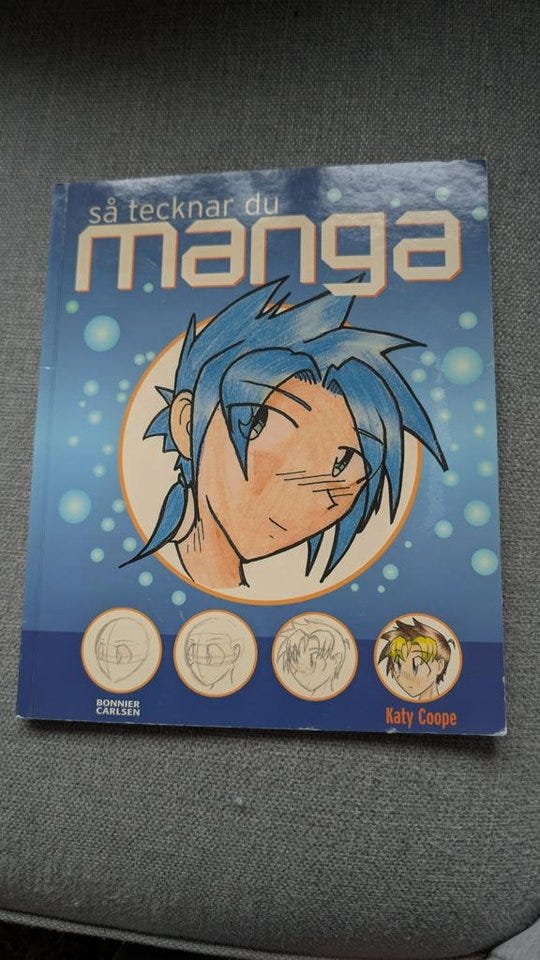 så tecknar du
manga
BONNIER
CARLSEN
Katy Coope